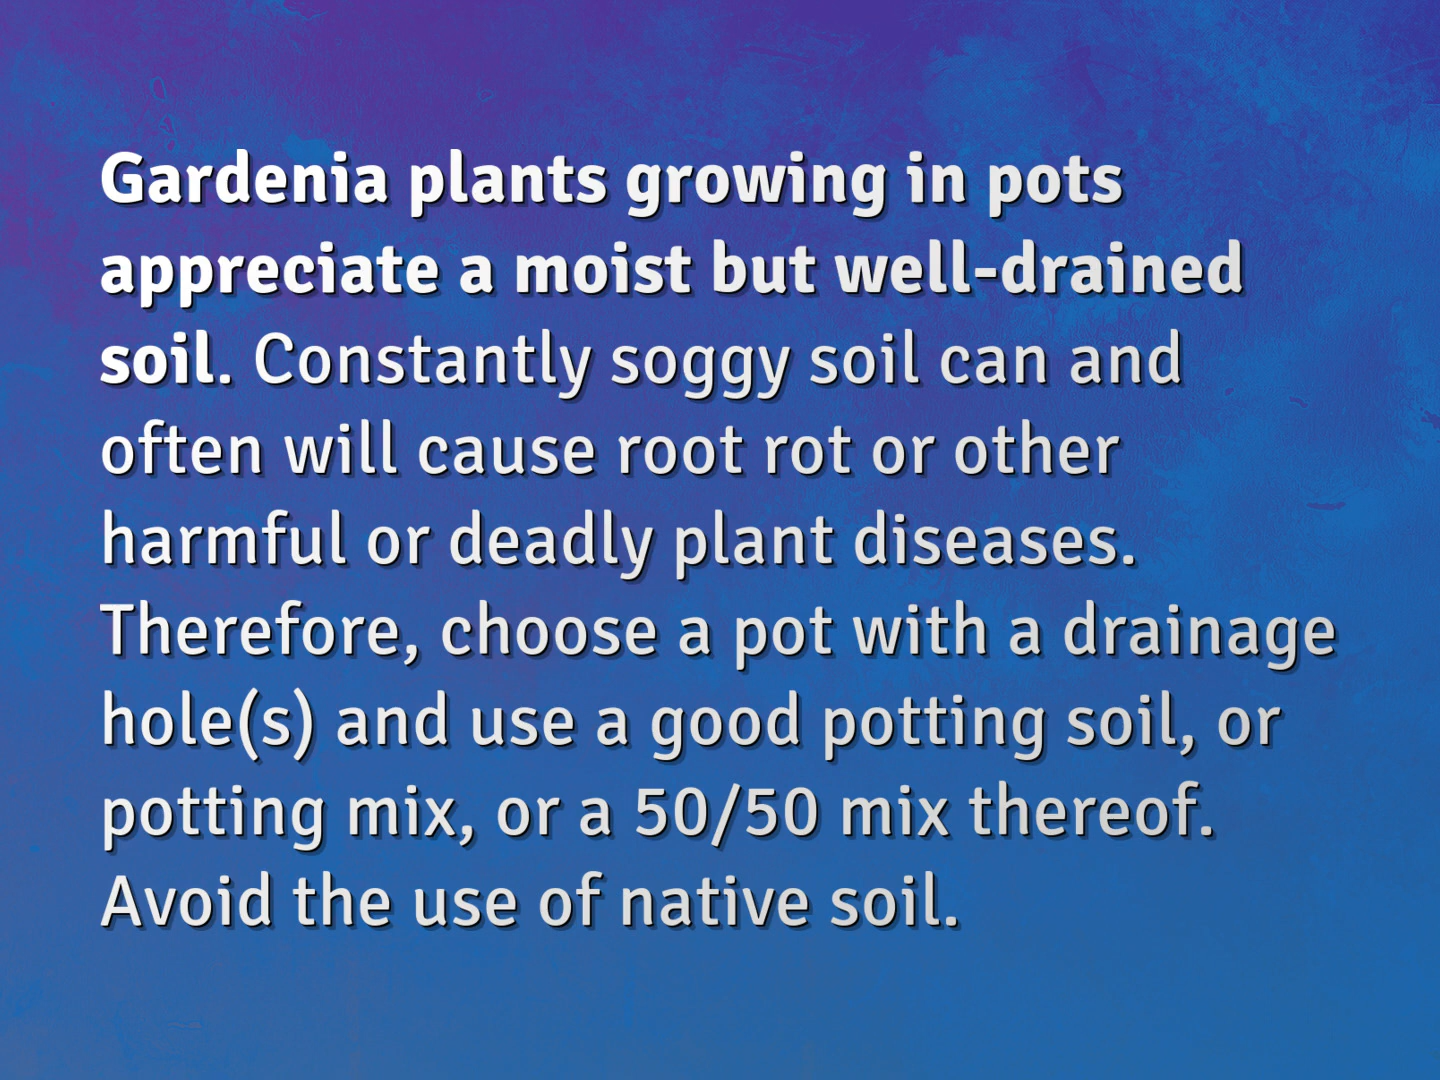 Gardenia plants growing in pots
appreciate a moist but well-drained
soil. Constantly soggy soil can and
often will cause root rot or other
harmful or deadly plant diseases.
Therefore, choose a pot with a drainage
hole(s) and use a good potting soil, or
potting mix, or a 50/50 mix thereof.
Avoid the use of native soil.